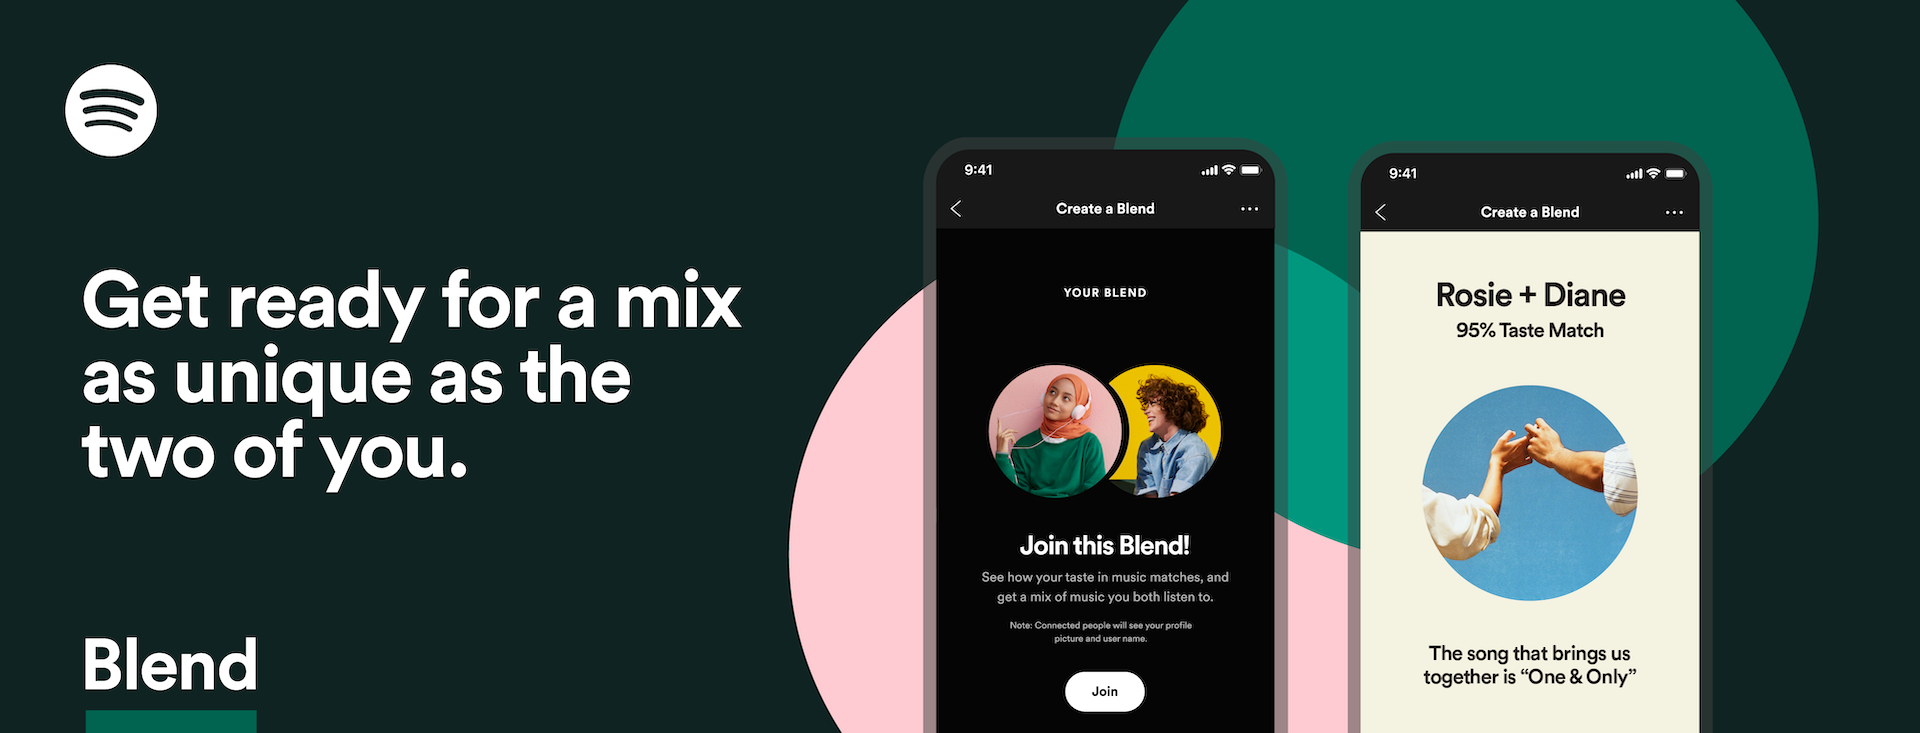 Get ready for a mix
as unique as the
two of you.
Blend
9:41
Create a Blend
YOUR BLEND
Join this Blend!
See how your taste in music matches, and
get a mix of music you both listen to.
Note: Connected people will see your profile
picture and user name.
Join
9:41
Create a Blend
Rosie + Diane
95% Taste Match
The song that brings us
together is “One & Only”